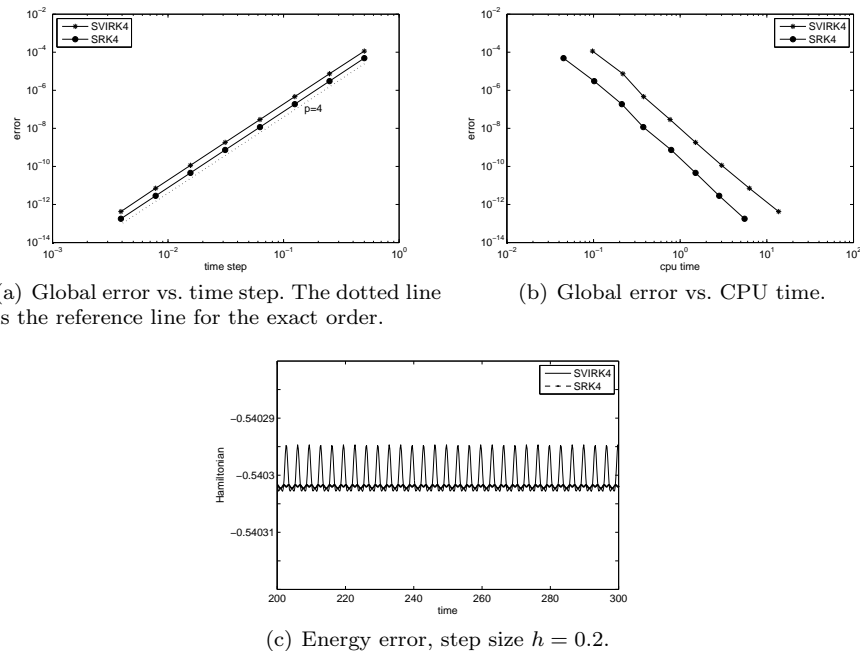 10^−2
10^−4
10^−6
10^−8
10^−10
10^−12
10^−14
error
SVIRK4
SRK4
p=4
10^−3
10^−2
10^−1
10^0
time step
10^−2
10^−4
10^−6
10^−8
10^−10
10^−12
10^−14
error
SVIRK4
SRK4
10^−2
10^−1
10^0
10^1
10^2
cpu time
a) Global error vs. time step. The dotted line
s the reference line for the exact order.
(b) Global error vs. CPU time.
SVIRK4
SRK4
−0.54029
−0.5403
−0.54031
Hamiltonian
200
220
240
260
280
300
time
(c) Energy error, step size h = 0.2.